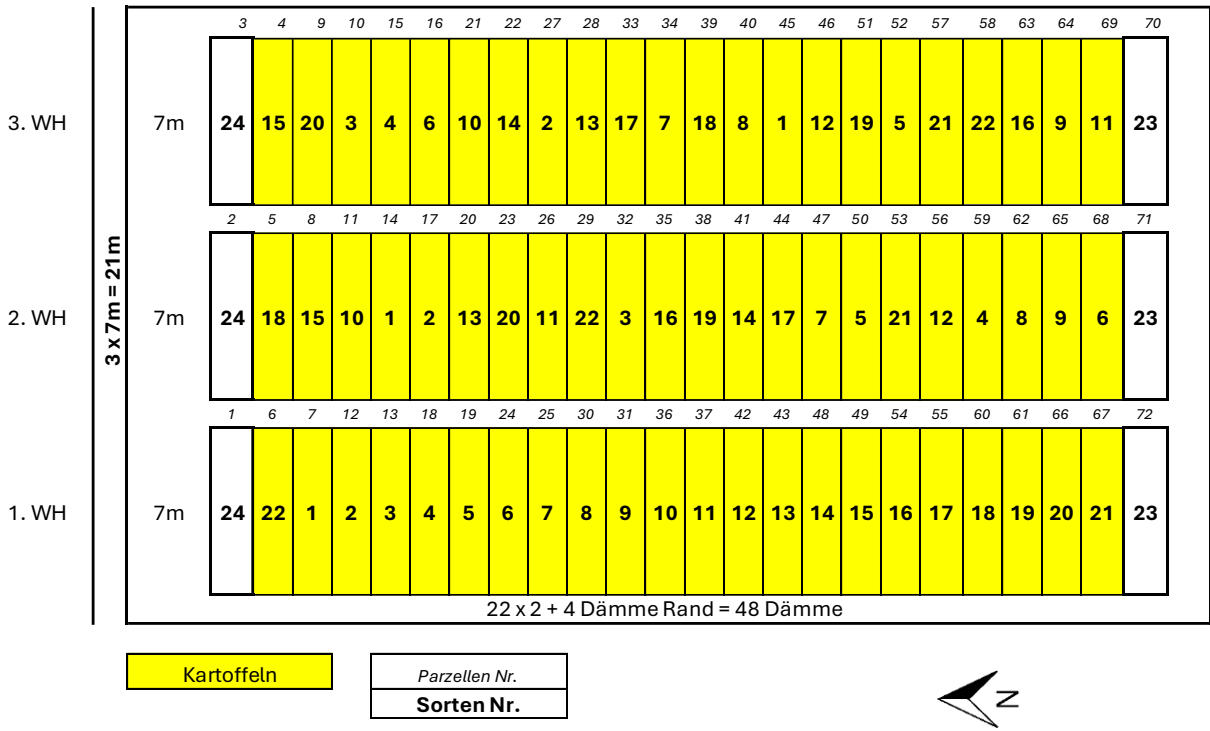 3 4 9 10 15 16 21 22 27 28 33 34 39 40 45 46 51 52 57 58 63 64 69 70
3. WH 7m 24 15 20 3 4 6 10 14 2 13 17 7 18 8 1 12 19 5 21 22 16 9 11 23
2 5 8 11 14 17 20 23 26 29 32 35 38 41 44 47 50 53 56 59 62 65 68 71
3 x 7m = 21m
2. WH 7m 24 18 15 10 1 2 13 20 11 22 3 16 19 14 17 7 5 21 12 4 8 9 6 23
1 6 7 12 13 18 19 24 25 30 31 36 37 42 43 48 49 54 55 60 61 66 67 72
1. WH 7m 24 22 1 2 3 4 5 6 7 8 9 10 11 12 13 14 15 16 17 18 19 20 21 23
22 x 2 + 4 Dämme Rand = 48 Dämme
Kartoffeln
Parzellen Nr.
Sorten Nr.
N